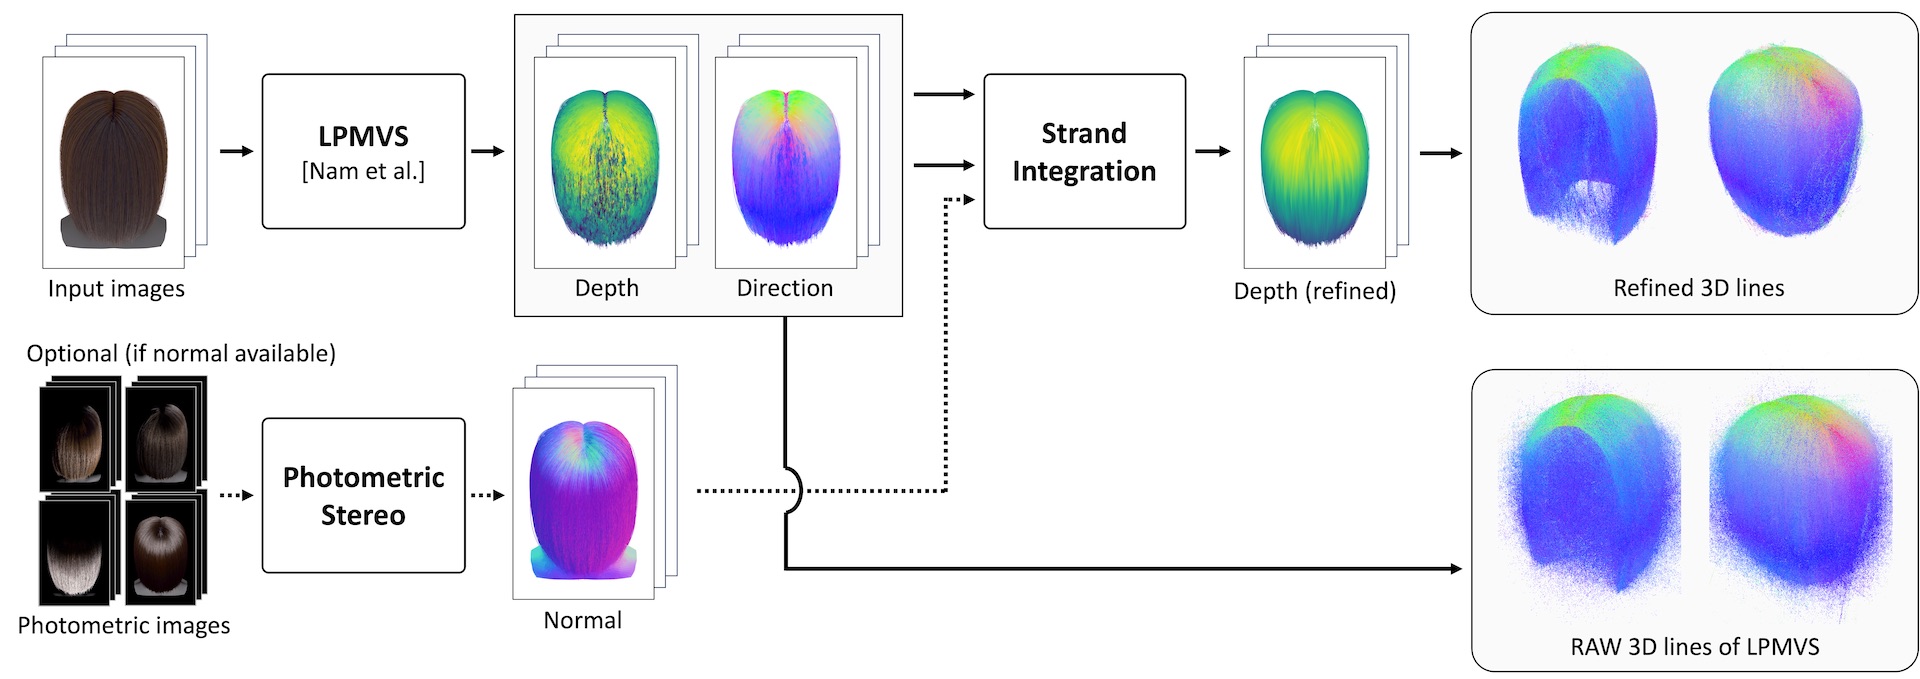 LPMVS
[Nam et al.]
Strand
Integration
Input images
Depth
Direction
Depth (refined)
Refined 3D lines
Optional (if normal available)
Photometric
Stereo
Photometric images
Normal
RAW 3D lines of LPMVS